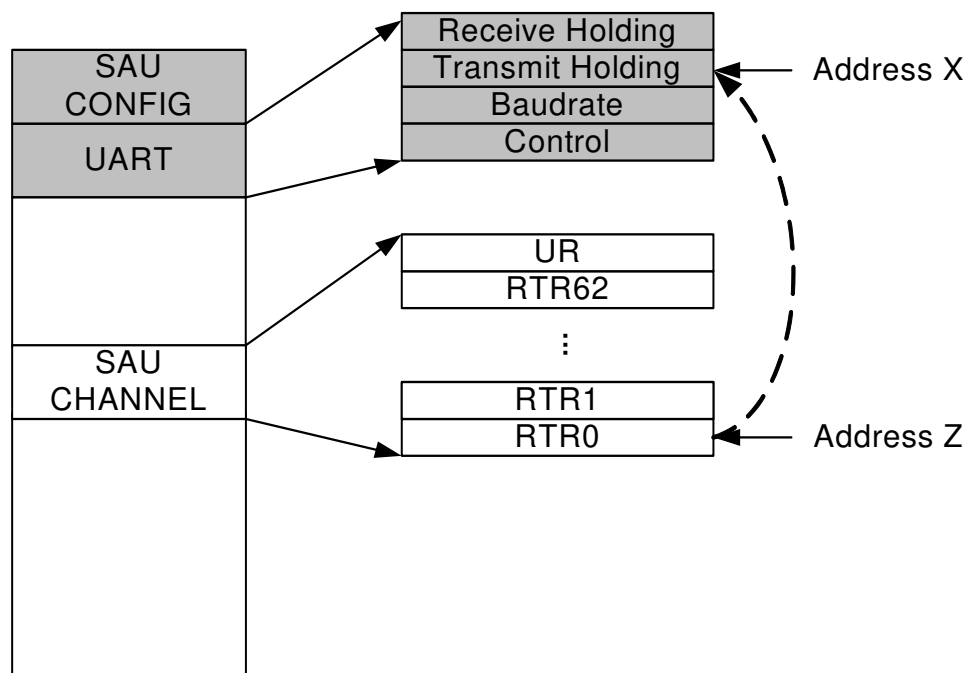 SAU
CONFIG
UART
SAU
CHANNEL
Receive Holding
Transmit Holding
Baudrate
Control
UR
RTR62
...
RTR1
RTR0
Address X
Address Z